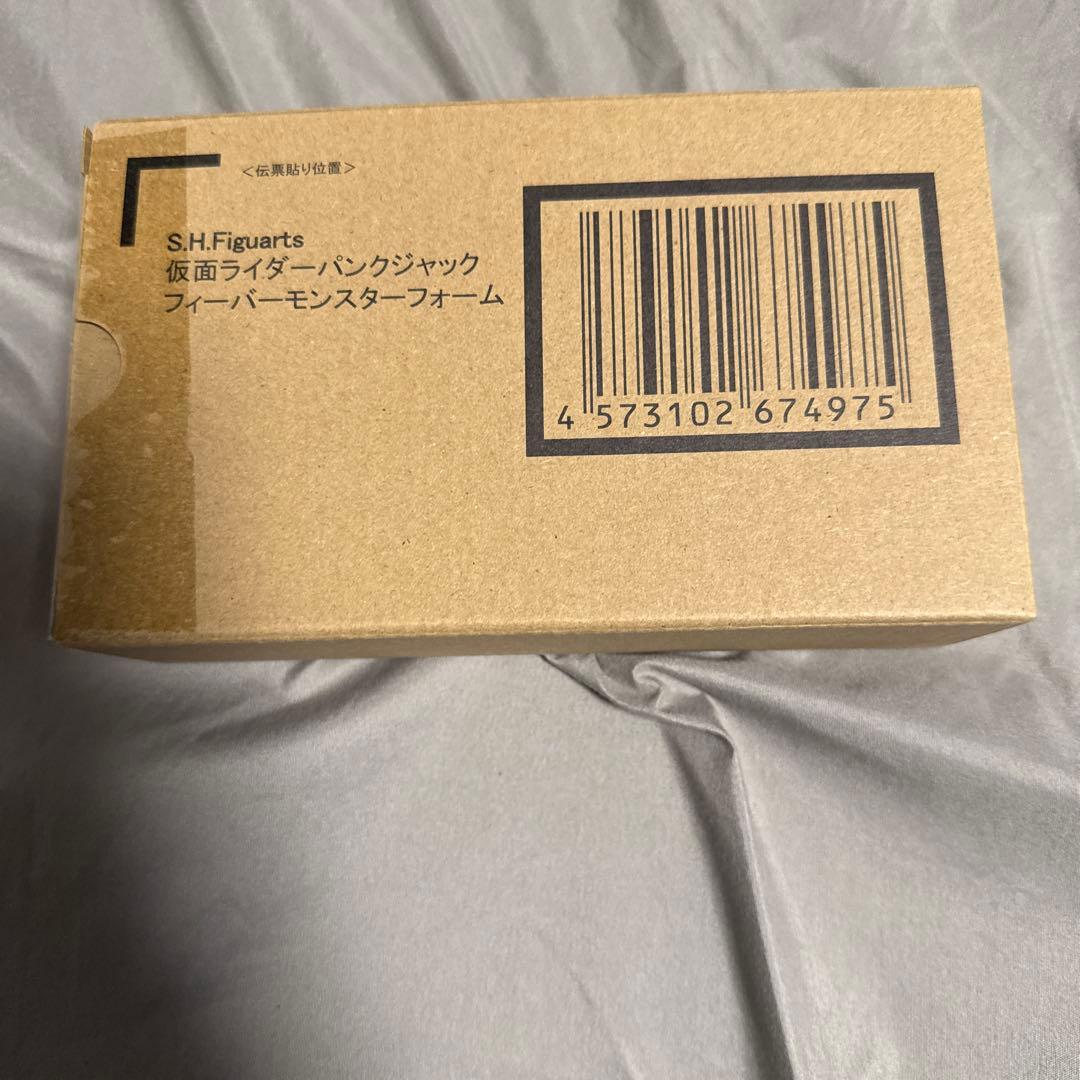 ＜伝票貼り位置＞
S.H.Figuarts
仮面ライダーパンクジャック
フィーバーモンスターフォーム
4 573102 674975